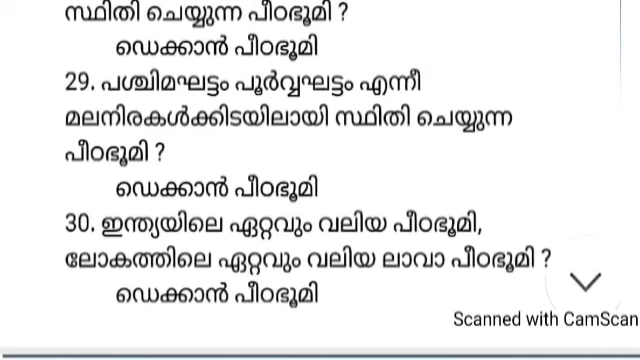 സ്ഥിതി ചെയ്യുന്ന പീഠഭൂമി ?
ഡെക്കാൻ പീഠഭൂമി
29. പശ്ചിമഘട്ടം പൂർവ്വഘട്ടം എന്നീ
മലനിരകൾക്കിടയിലായി സ്ഥിതി ചെയ്യുന്ന
പീഠഭൂമി ?
ഡെക്കാൻ പീഠഭൂമി
30. ഇന്ത്യയിലെ ഏറ്റവും വലിയ പീഠഭൂമി,
ലോകത്തിലെ ഏറ്റവും വലിയ ലാവാ പീഠഭൂമി ?
ഡെക്കാൻ പീഠഭൂമി
Scanned with CamScan